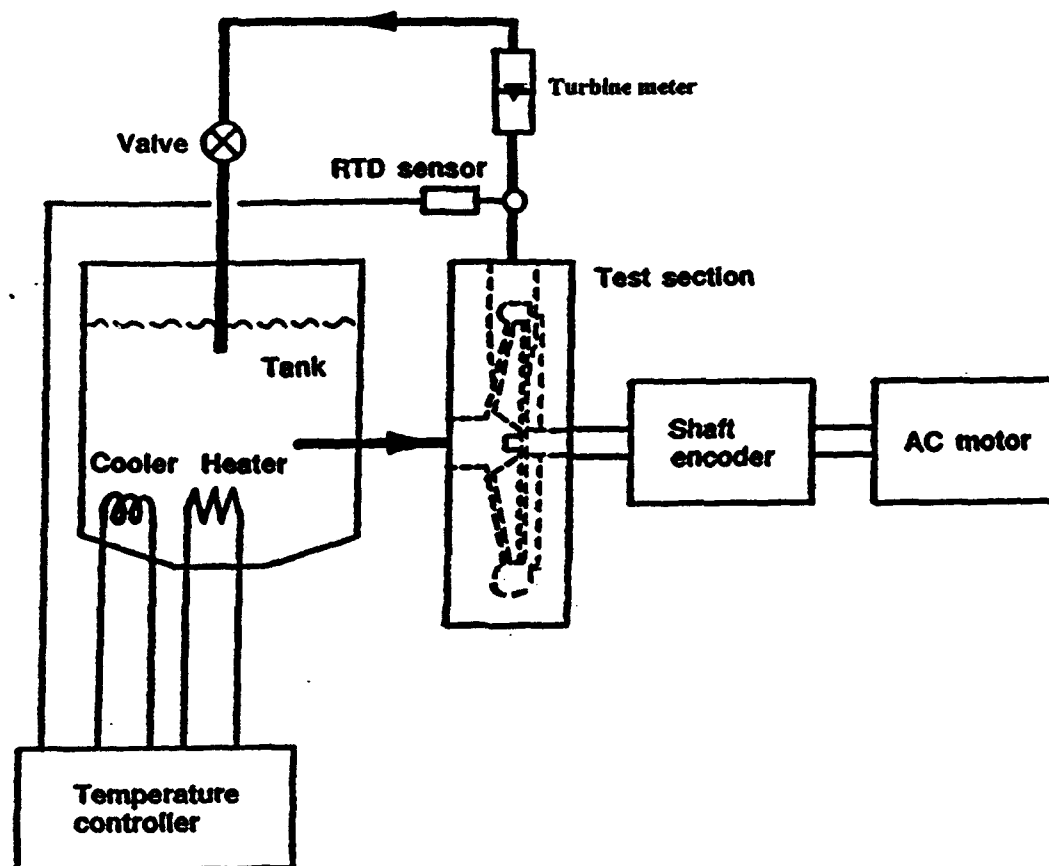 Turbine meter
Valve
RTD sensor
Test section
Tank
Cooler Heater
Shaft
encoder
AC motor
Temperature
controller